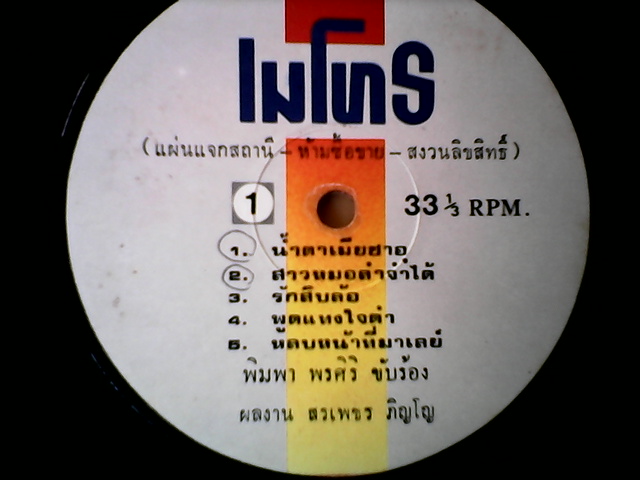 เมโทร
(แผ่นแจกสถานี – ห้ามซื้อขาย – สงวนลิขสิทธิ์)
1 33 1/3 RPM.
1. น้ำตาเมียซาอุ
2. สาวหมอลำจำได้
3. รักสิบล้อ
4. พูดแทงใจดำ
5. หลบหน้าที่มาเลย์
พิมพา พรศิริ ขับร้อง
ผลงาน สรเพชร ภิญโญ